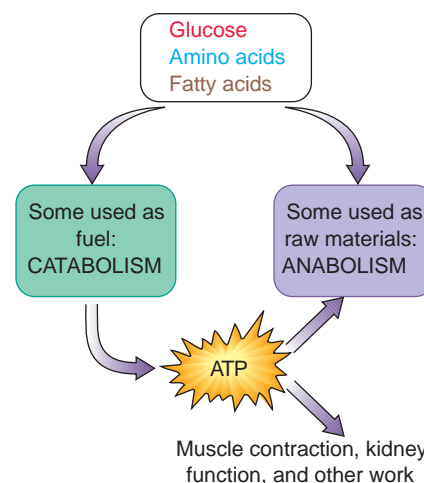 Glucose
Amino acids
Fatty acids
Some used as
fuel:
CATABOLISM
Some used as
raw materials:
ANABOLISM
ATP
Muscle contraction, kidney
function, and other work